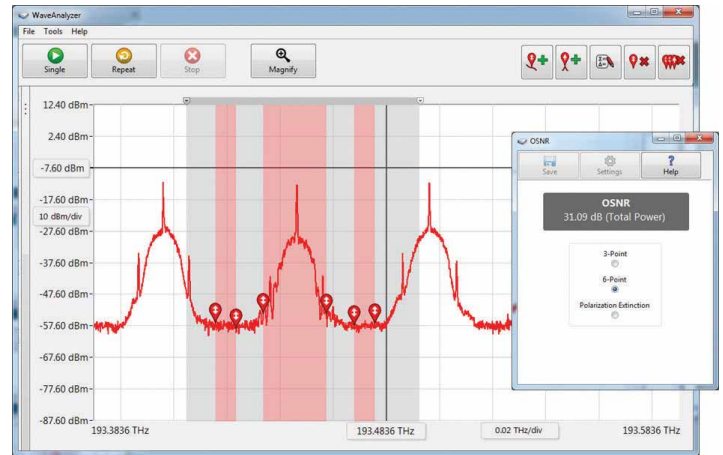 WaveAnalyzer
File Tools Help
Single
Repeat
Stop
Magnify
12.40 dBm
2.40 dBm
-7.60 dBm
-17.60 dBm
10 dBm/div
-27.60 dBm
-37.60 dBm
-47.60 dBm
-57.60 dBm
-67.60 dBm
-77.60 dBm
-87.60 dBm
193.3836 THz
193.4836 THz
0.02 THz/div
193.5836 THz
OSNR
Save
Settings
? Help
OSNR
31.09 dB (Total Power)
3-Point
6-Point
Polarization Extinction